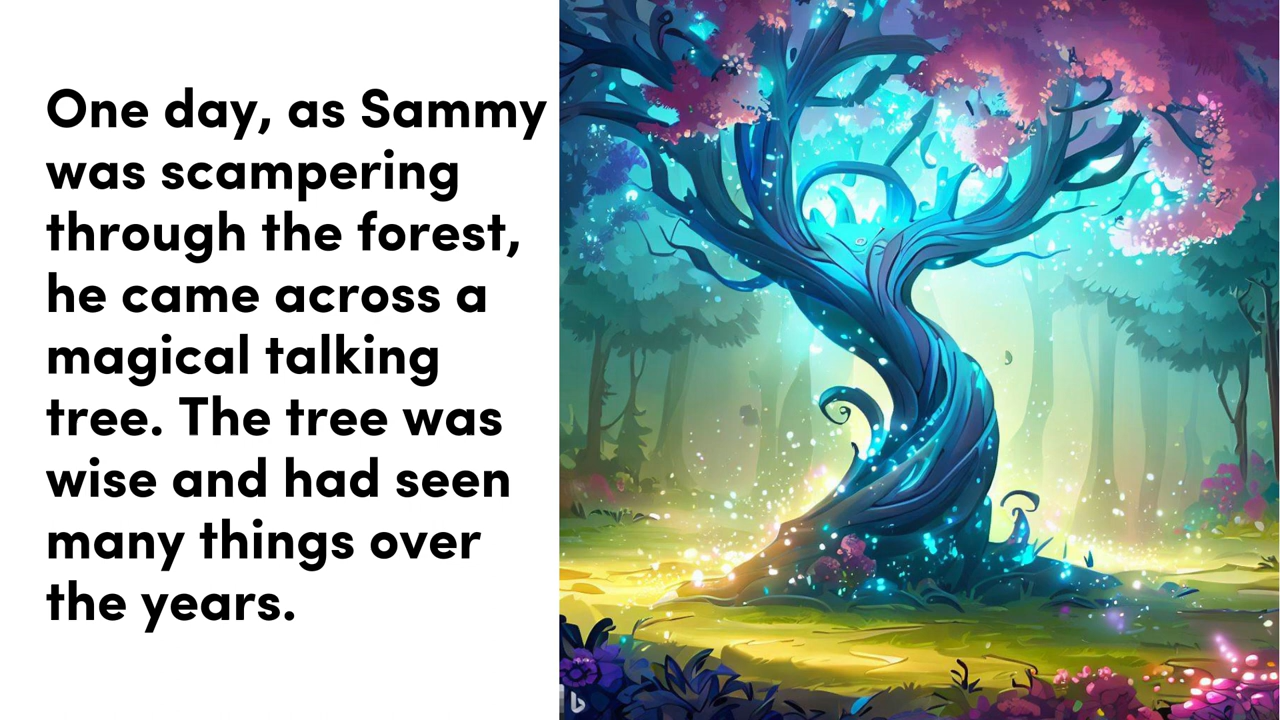 One day, as Sammy
was scampering
through the forest,
he came across a
magical talking
tree. The tree was
wise and had seen
many things over
the years.